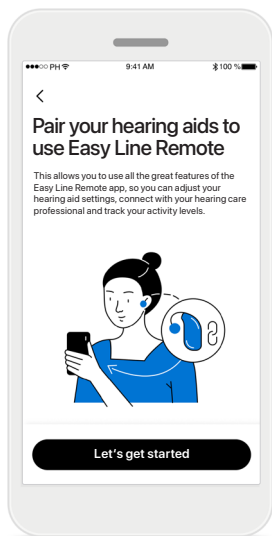 ●●●○○ PH 9:41 AM 100 %
Pair your hearing aids to
use Easy Line Remote
This allows you to use all the great features of the
Easy Line Remote app, so you can adjust your
hearing aid settings, connect with your hearing care
professional and track your activity levels.
Let's get started